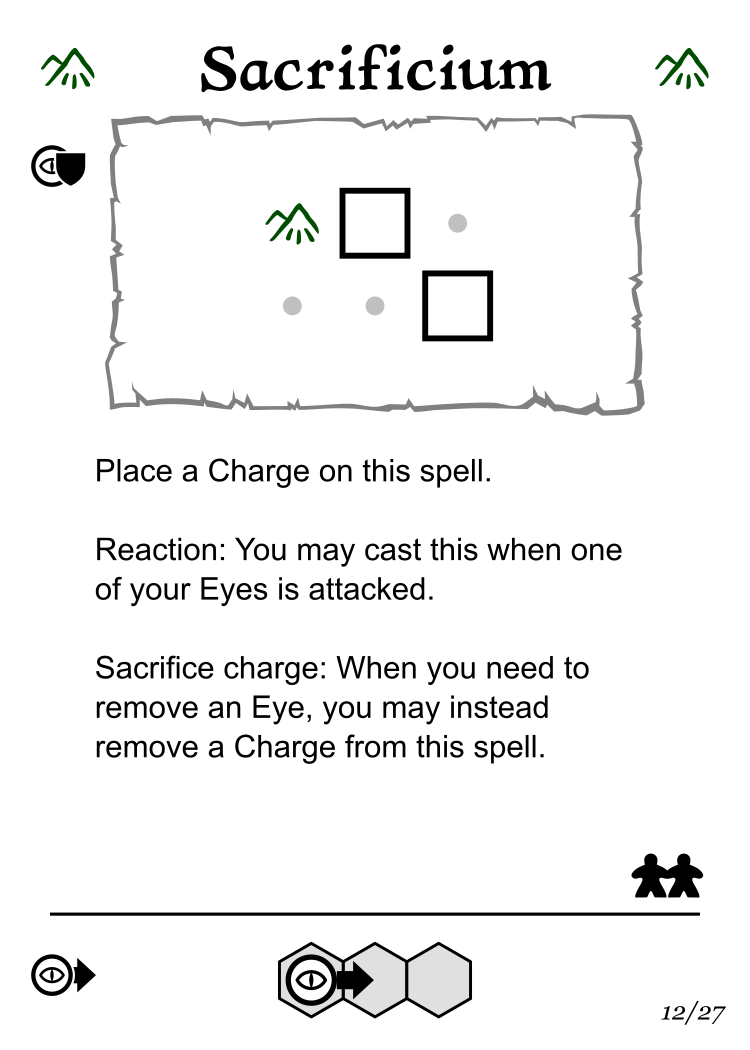 Sacrificium
Place a Charge on this spell.
Reaction: You may cast this when one
of your Eyes is attacked.
Sacrifice charge: When you need to
remove an Eye, you may instead
remove a Charge from this spell.
12/27